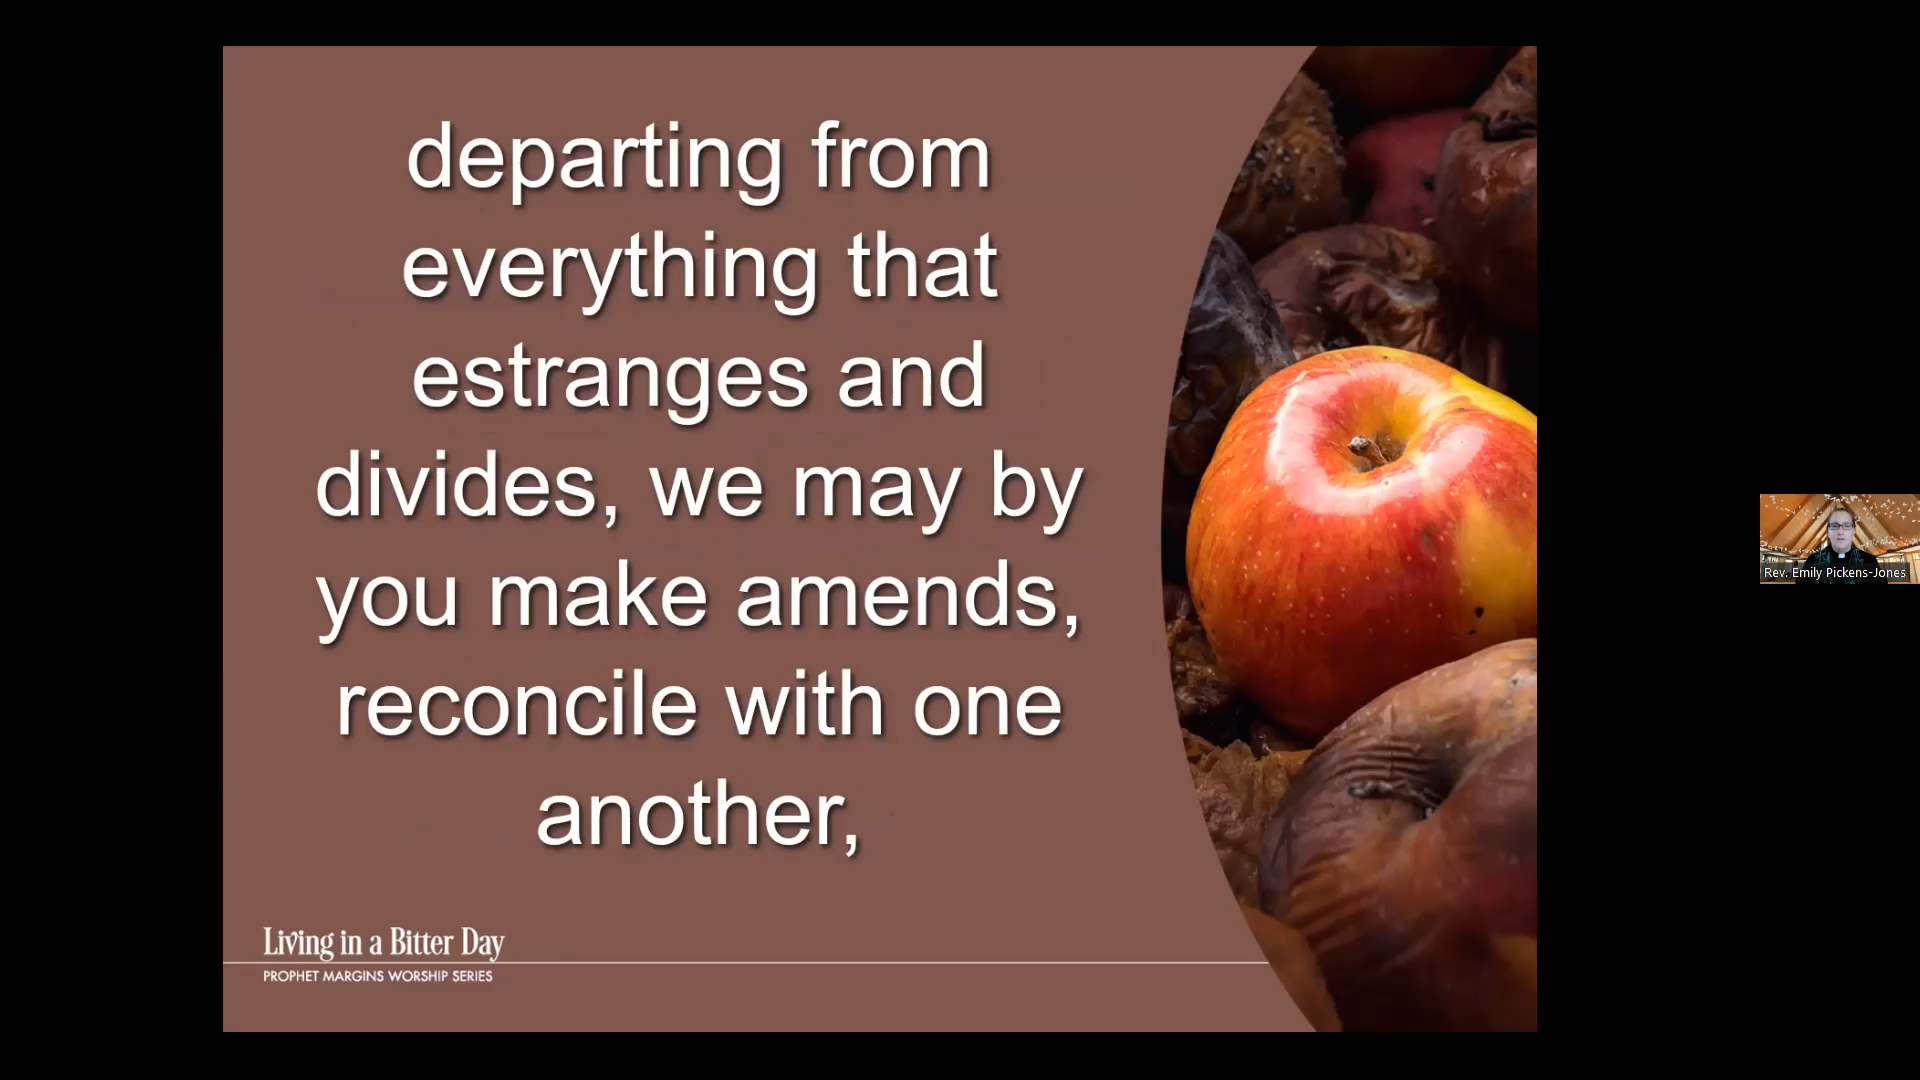 departing from
everything that
estranges and
divides, we may by
you make amends,
reconcile with one
another,
Living in a Bitter Day
PROPHET MARGINS WORSHIP SERIES
Rev. Emily Pickens-Jones